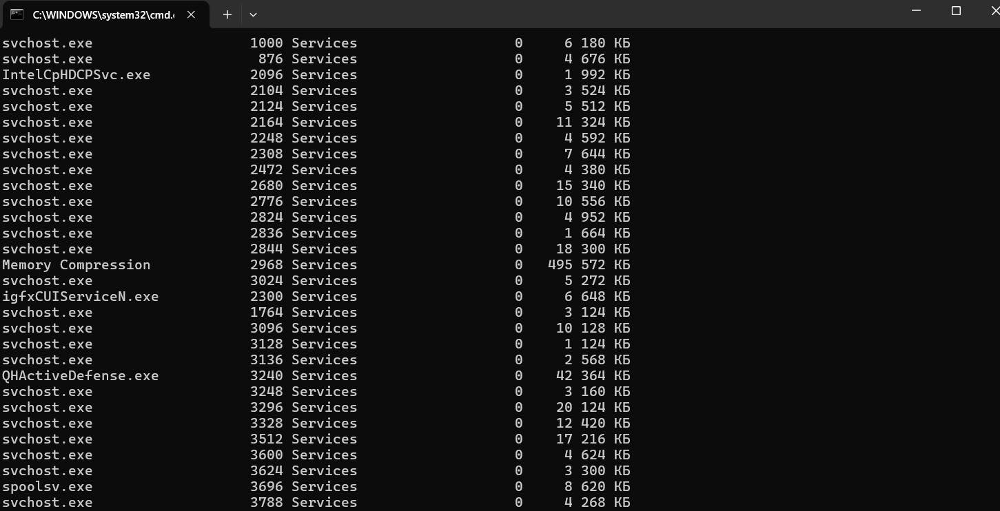 C:\WINDOWS\system32\cmd.
svchost.exe 1000 Services 0 6 180 КБ
svchost.exe 876 Services 0 4 676 КБ
IntelCpHDCPSvc.exe 2096 Services 0 1 992 КБ
svchost.exe 2104 Services 0 3 524 КБ
svchost.exe 2124 Services 0 5 512 КБ
svchost.exe 2164 Services 0 11 324 КБ
svchost.exe 2248 Services 0 4 592 КБ
svchost.exe 2308 Services 0 7 644 КБ
svchost.exe 2472 Services 0 4 380 КБ
svchost.exe 2680 Services 0 15 340 КБ
svchost.exe 2776 Services 0 10 556 КБ
svchost.exe 2824 Services 0 4 952 КБ
svchost.exe 2836 Services 0 1 664 КБ
svchost.exe 2844 Services 0 18 300 КБ
Memory Compression 2968 Services 0 495 572 КБ
svchost.exe 3024 Services 0 5 272 КБ
igfxCUIServiceN.exe 2300 Services 0 6 648 КБ
svchost.exe 1764 Services 0 3 124 КБ
svchost.exe 3096 Services 0 10 128 КБ
svchost.exe 3128 Services 0 1 124 КБ
svchost.exe 3136 Services 0 2 568 КБ
QHActiveDefense.exe 3240 Services 0 42 364 КБ
svchost.exe 3248 Services 0 3 160 КБ
svchost.exe 3296 Services 0 20 124 КБ
svchost.exe 3328 Services 0 12 420 КБ
svchost.exe 3512 Services 0 17 216 КБ
svchost.exe 3600 Services 0 4 624 КБ
svchost.exe 3624 Services 0 3 300 КБ
spoolsv.exe 3696 Services 0 8 620 КБ
svchost.exe 3788 Services 0 4 268 КБ